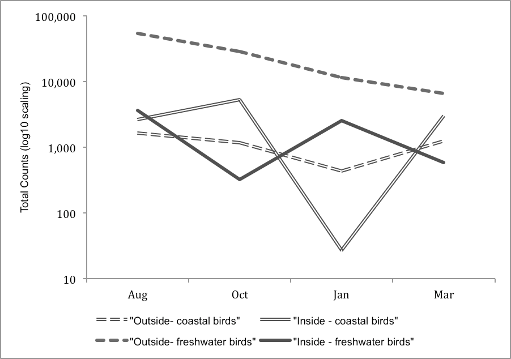 100,000
10,000
1,000
100
10
Total Counts (log10 scaling)
Aug Oct Jan Mar
"Outside- coastal birds" "Inside - coastal birds"
"Outside- freshwater birds" "Inside - freshwater birds"